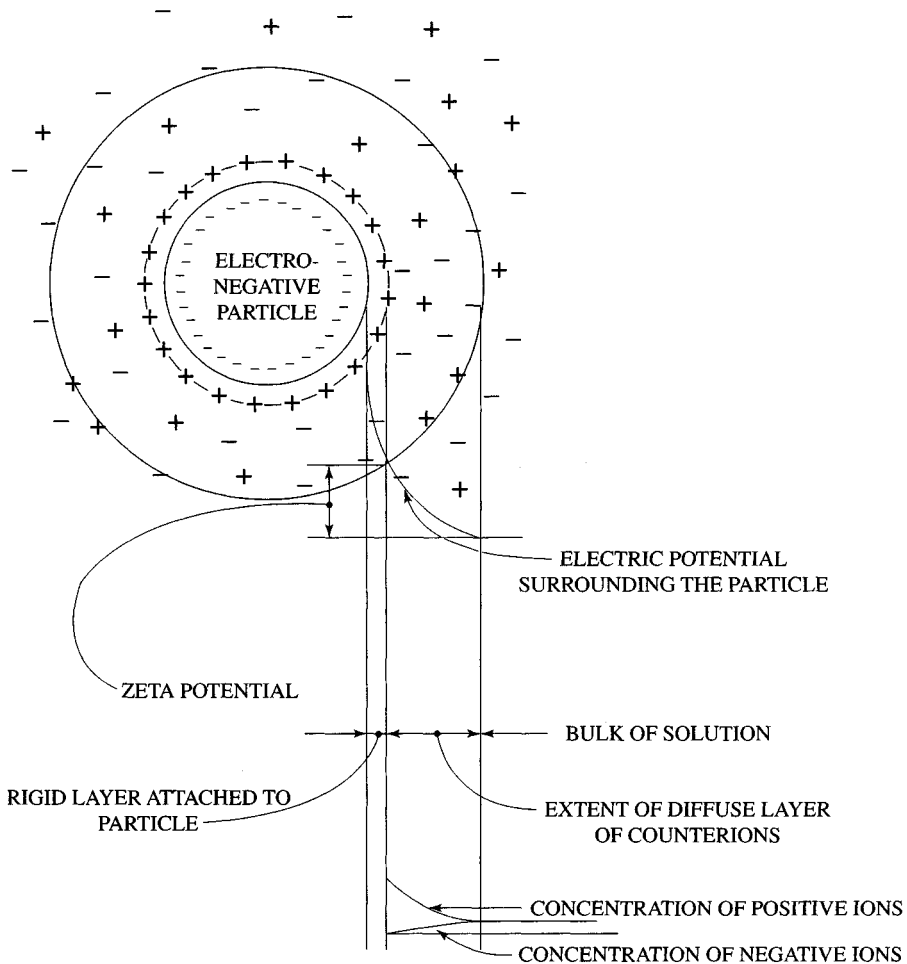 ELECTRO-
NEGATIVE
PARTICLE
ELECTRIC POTENTIAL
SURROUNDING THE PARTICLE
ZETA POTENTIAL
BULK OF SOLUTION
RIGID LAYER ATTACHED TO
PARTICLE
EXTENT OF DIFFUSE LAYER
OF COUNTERIONS
CONCENTRATION OF POSITIVE IONS
CONCENTRATION OF NEGATIVE IONS